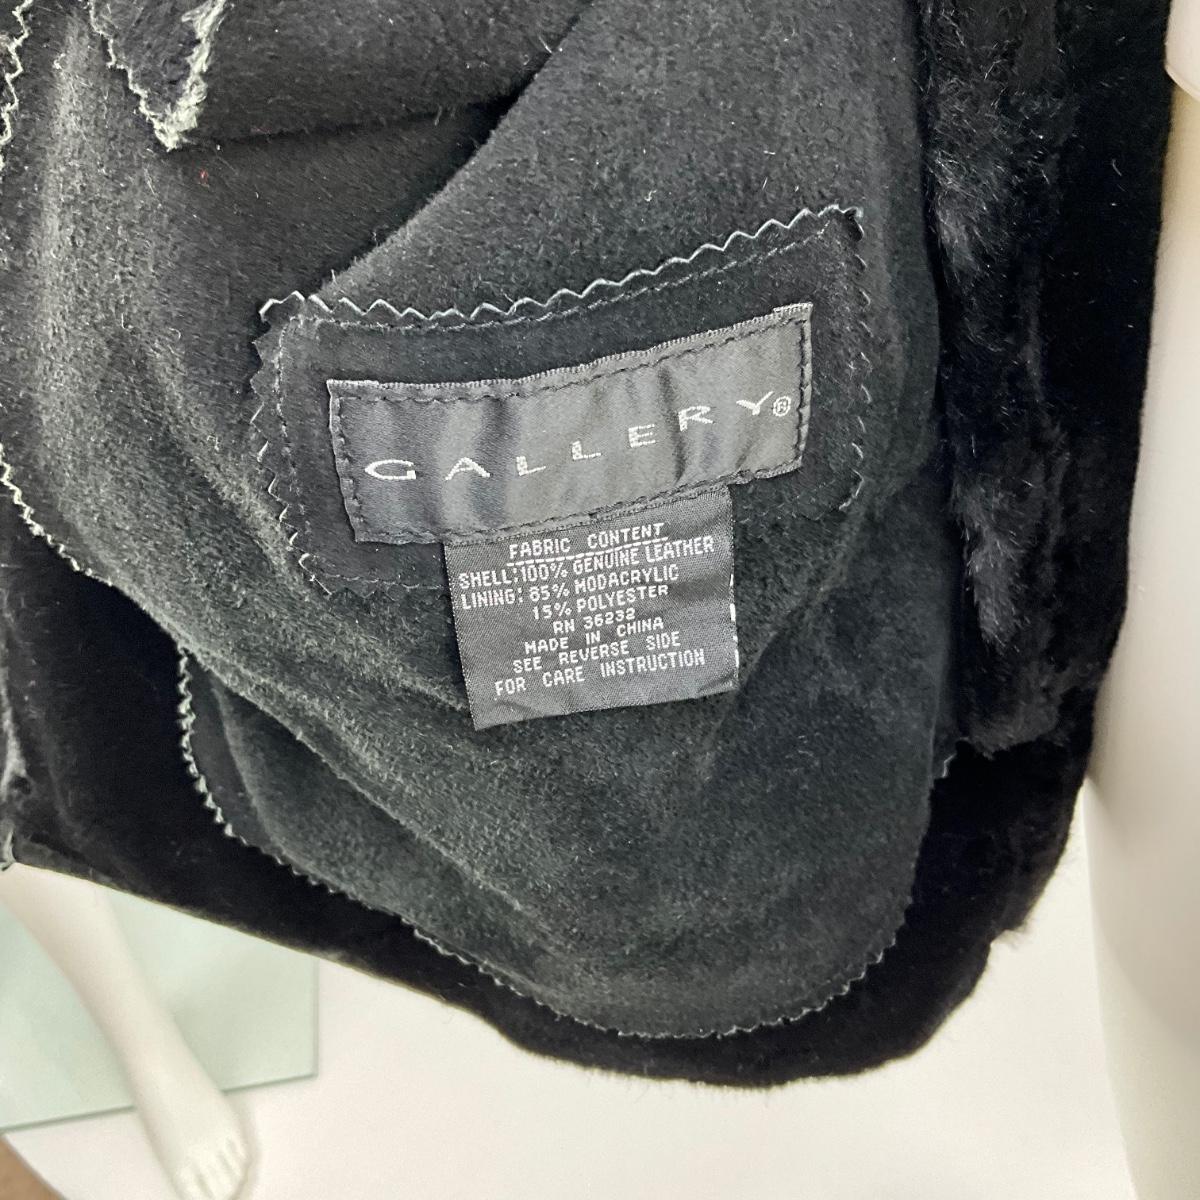 GALLERY®
FABRIC CONTENT
SHELL:100% GENUINE LEATHER
LINING: 85% MODACRYLIC
15% POLYESTER
RN 36232
MADE IN CHINA
SEE REVERSE SIDE
FOR CARE INSTRUCTION